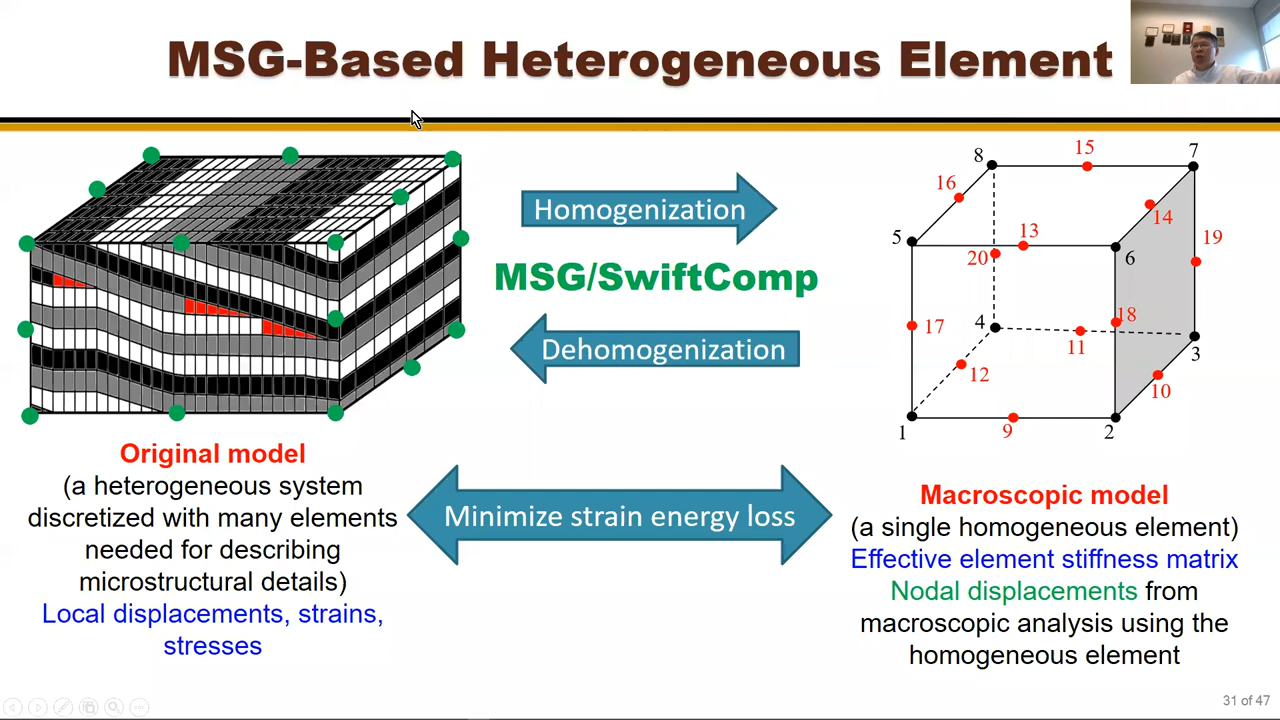 MSG-Based Heterogeneous Element
Homogenization
MSG/SwiftComp
Dehomogenization
Original model
(a heterogeneous system
discretized with many elements
needed for describing
microstructural details)
Local displacements, strains,
stresses
Minimize strain energy loss
8
15
7
16
14
5
13
19
20
6
17
4
18
11
3
12
10
1
9
2
Macroscopic model
(a single homogeneous element)
Effective element stiffness matrix
Nodal displacements from
macroscopic analysis using the
homogeneous element
31 of 47